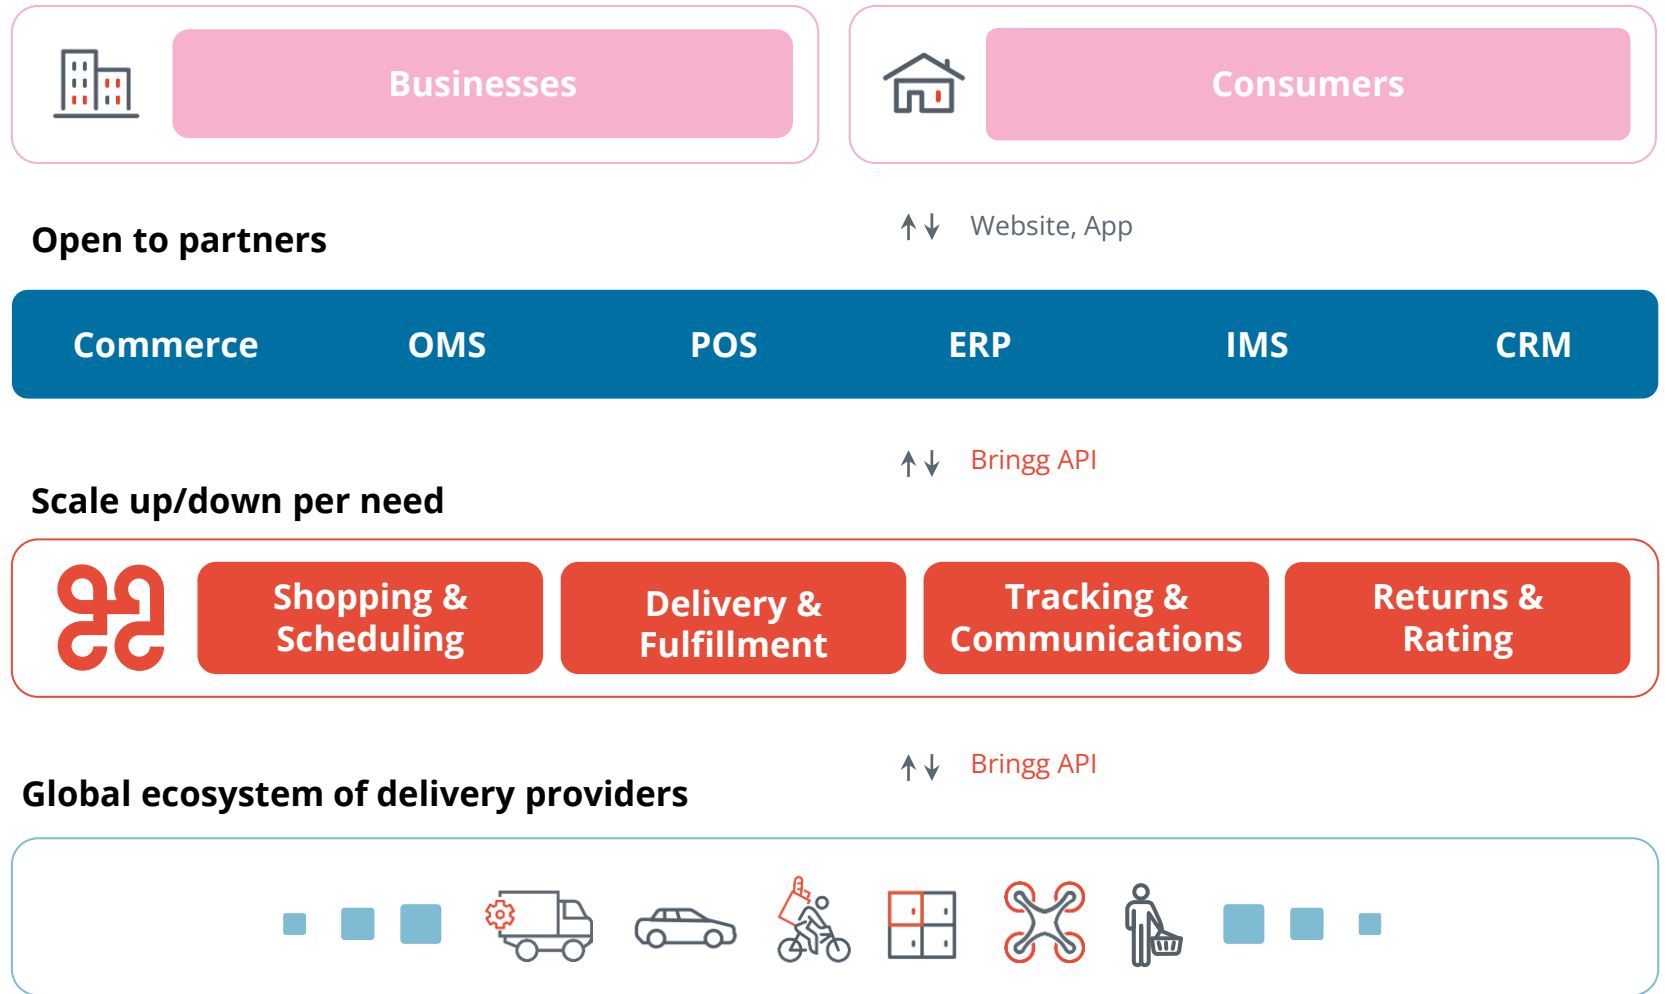 Businesses
Consumers
Open to partners
Website, App
Commerce OMS POS ERP IMS CRM
Bringg API
Scale up/down per need
Shopping &
Scheduling
Delivery &
Fulfillment
Tracking &
Communications
Returns &
Rating
Bringg API
Global ecosystem of delivery providers